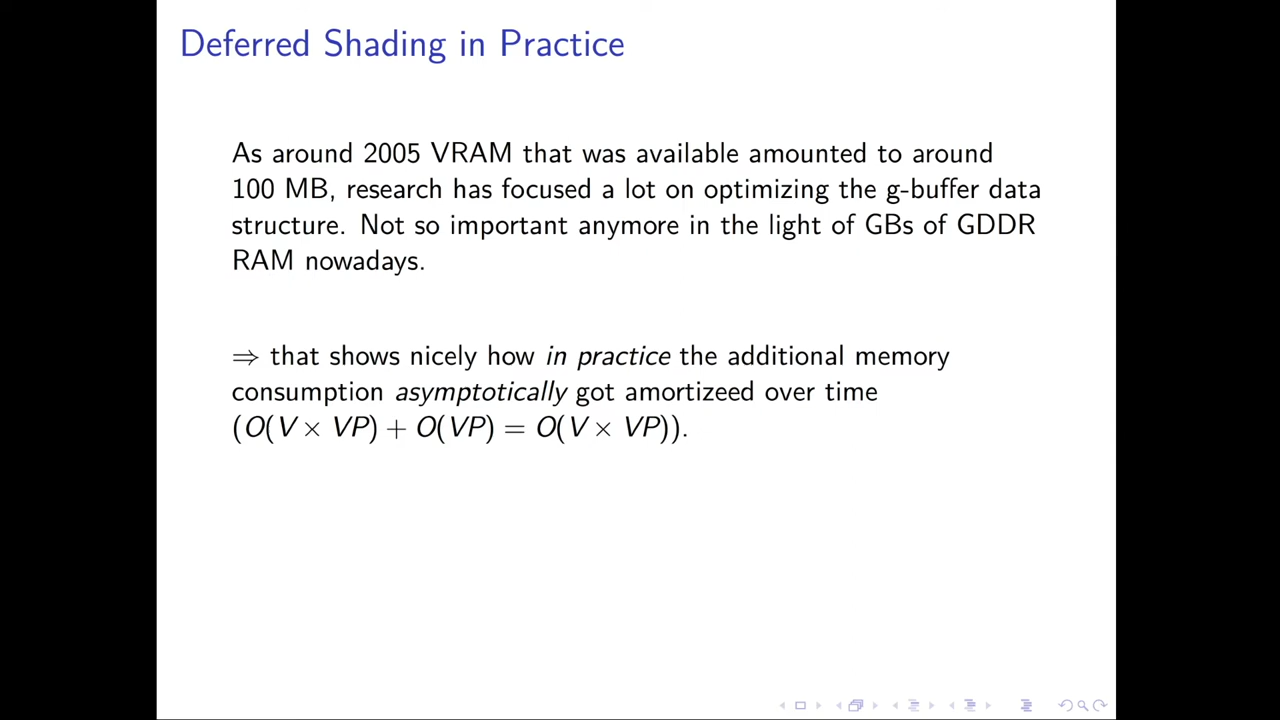 Deferred Shading in Practice
As around 2005 VRAM that was available amounted to around
100 MB, research has focused a lot on optimizing the g-buffer data
structure. Not so important anymore in the light of GBs of GDDR
RAM nowadays.
⇒ that shows nicely how in practice the additional memory
consumption asymptotically got amortizeed over time
(O(V × VP) + O(VP) = O(V × VP)).